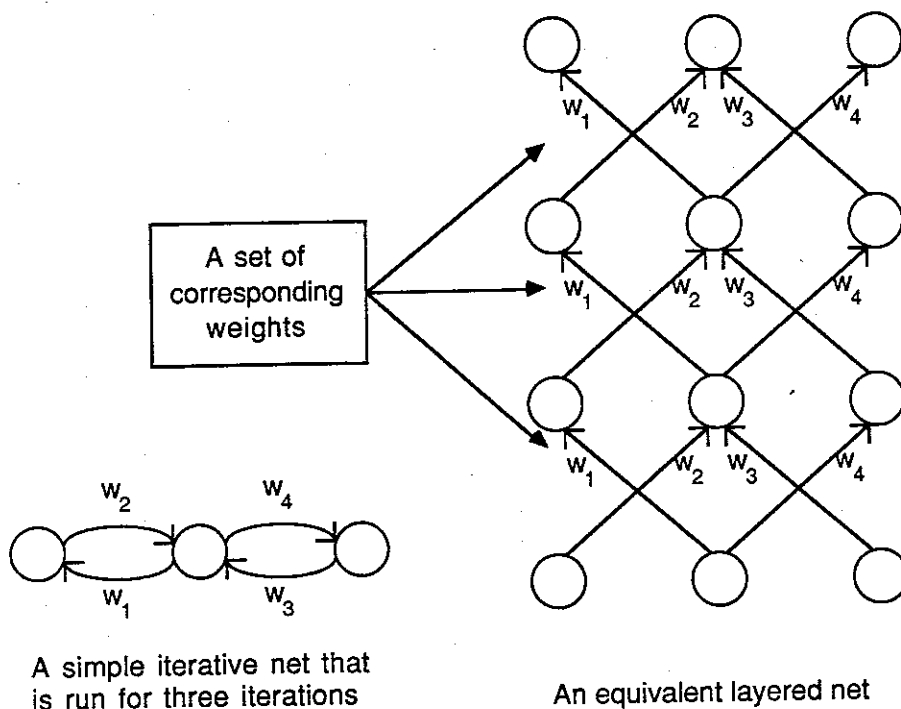 w1 w2 w3 w4
A set of
corresponding
weights
w1 w2 w3 w4
w1 w2 w3 w4
w2 w4
w1 w3
A simple iterative net that
is run for three iterations
An equivalent layered net